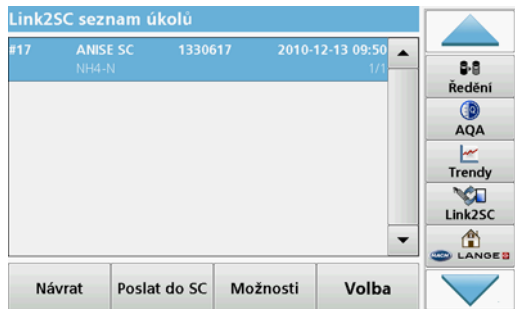 Link2SC seznam úkolů
#17 ANISE SC 1330617 2010-12-13 09:50
NH4-N 1/1
Ředění
AQA
Trendy
Link2SC
HACH LANGE
Návrat Poslat do SC Možnosti Volba